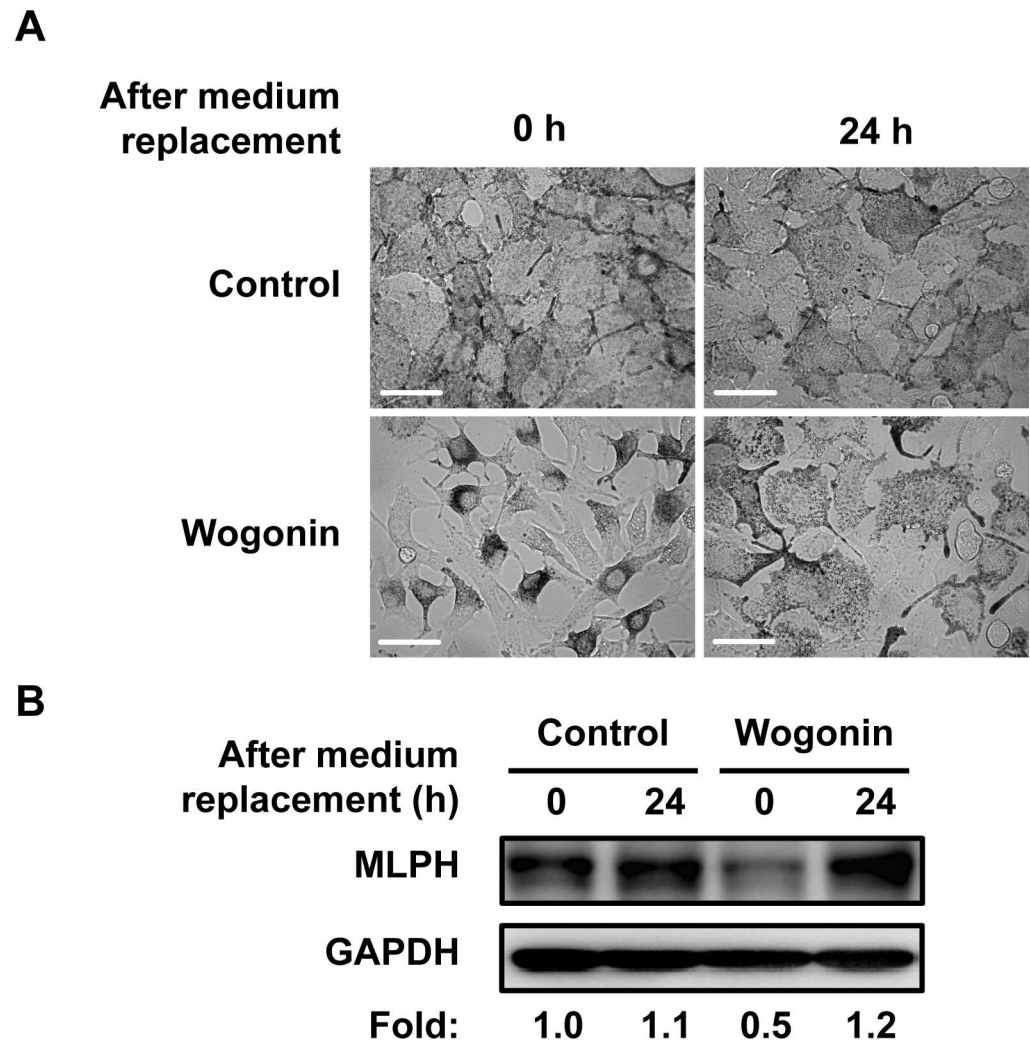 A
After medium
replacement
0 h
24 h
Control
Wogonin
B
After medium
replacement (h)
Control
Wogonin
0
24
0
24
MLPH
GAPDH
Fold:
1.0
1.1
0.5
1.2